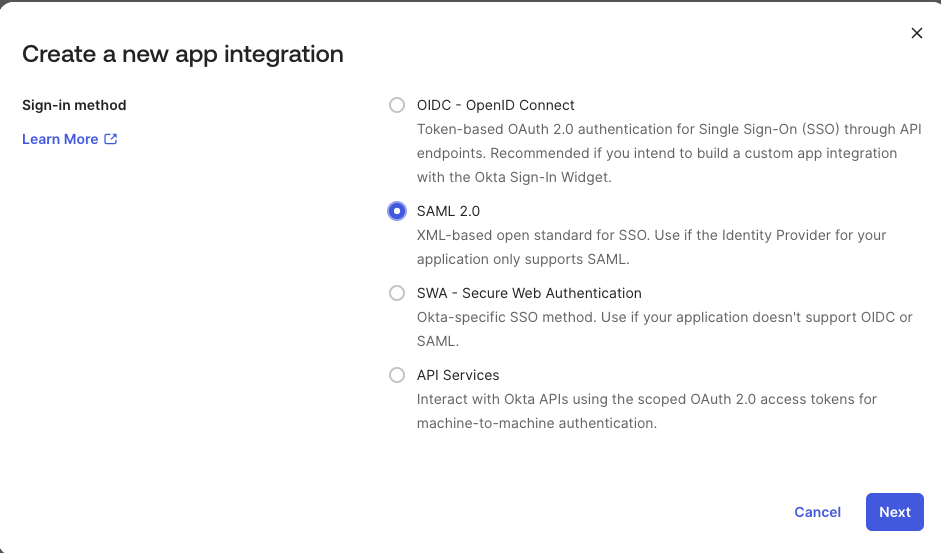 Create a new app integration
Sign-in method
Learn More
OIDC - OpenID Connect
Token-based OAuth 2.0 authentication for Single Sign-On (SSO) through API
endpoints. Recommended if you intend to build a custom app integration
with the Okta Sign-In Widget.
SAML 2.0
XML-based open standard for SSO. Use if the Identity Provider for your
application only supports SAML.
SWA - Secure Web Authentication
Okta-specific SSO method. Use if your application doesn't support OIDC or
SAML.
API Services
Interact with Okta APIs using the scoped OAuth 2.0 access tokens for
machine-to-machine authentication.
Cancel
Next